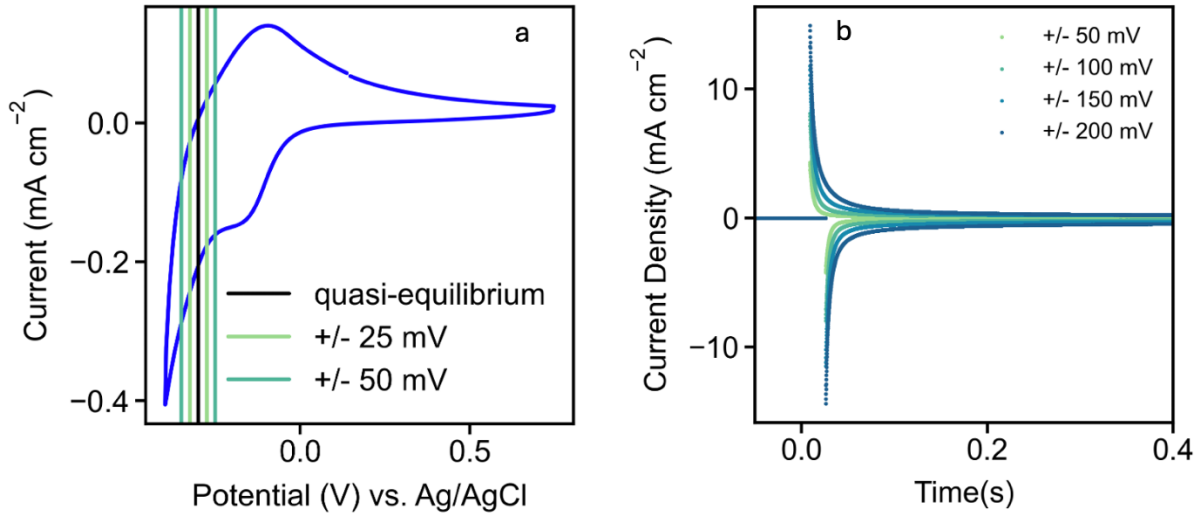 a
Current (mA cm⁻²)
0.0
−0.2
−0.4
quasi-equilibrium
+/- 25 mV
+/- 50 mV
0.0
0.5
Potential (V) vs. Ag/AgCl
b
Current Density (mA cm⁻²)
10
0
−10
+/- 50 mV
+/- 100 mV
+/- 150 mV
+/- 200 mV
0.0
0.2
0.4
Time(s)